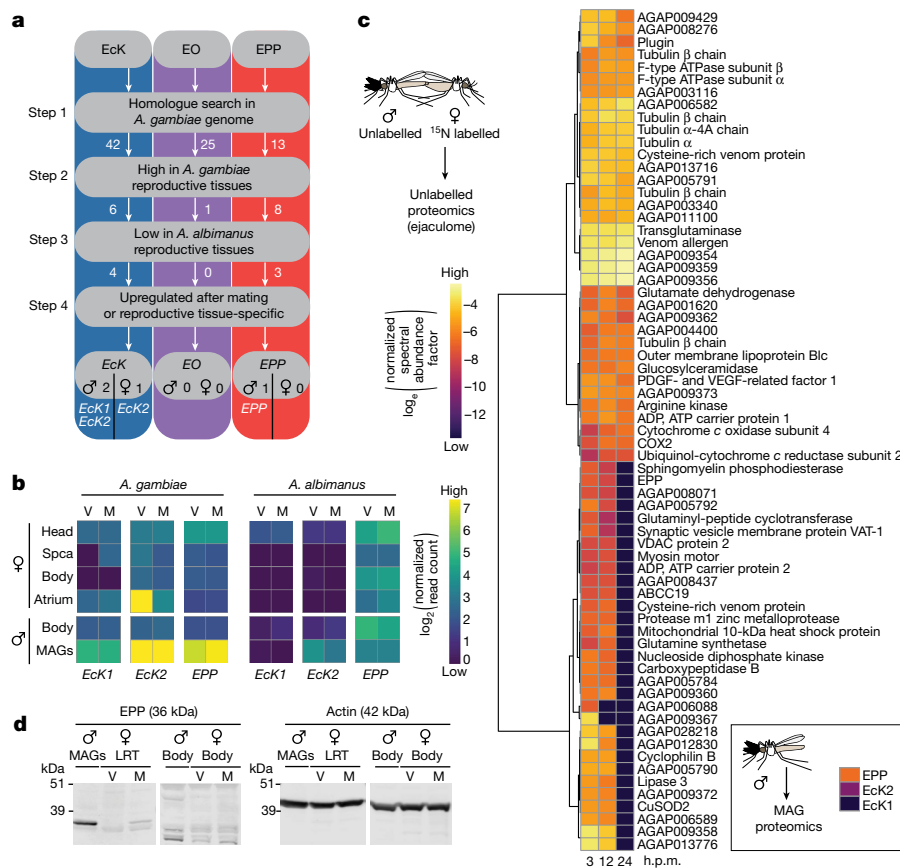 a
EcK EO EPP
Step 1 Homologue search in
A. gambiae genome
42 25 13
Step 2 High in A. gambiae
reproductive tissues
6 1 8
Step 3 Low in A. albimanus
reproductive tissues
4 0 3
Step 4 Upregulated after mating
or reproductive tissue-specific
EcK EO EPP
♂ 2 ♀ 1 ♂ 0 ♀ 0 ♂ 1 ♀ 0
EcK1 EcK2 EPP
EcK2
b
A. gambiae A. albimanus
V M V M V M V M V M V M
♀
Head
Spca
Body
Atrium
♂
Body
MAGs
EcK1 EcK2 EPP EcK1 EcK2 EPP
High
7
6
5
4
3
2
1
0
Low
log2 (normalized
read count)
c
♂ ♀
Unlabelled 15N labelled
Unlabelled
proteomics
(ejaculome)
High
−4
−6
−8
−10
−12
Low
loge (normalized
spectral
abundance
factor)
AGAP009429
AGAP008276
Plugin
Tubulin β chain
F-type ATPase subunit β
F-type ATPase subunit α
AGAP003116
AGAP006582
Tubulin β chain
Tubulin α-4A chain
Tubulin α
Cysteine-rich venom protein
AGAP013716
AGAP005791
Tubulin β chain
AGAP003340
AGAP011100
Transglutaminase
Venom allergen
AGAP009354
AGAP009359
AGAP009356
Glutamate dehydrogenase
AGAP001620
AGAP009362
AGAP004400
Tubulin β chain
Outer membrane lipoprotein Blc
Glucosylceramidase
PDGF- and VEGF-related factor 1
AGAP009373
Arginine kinase
ADP, ATP carrier protein 1
Cytochrome c oxidase subunit 4
COX2
Ubiquinol-cytochrome c reductase subunit 2
Sphingomyelin phosphodiesterase
EPP
AGAP008071
AGAP005792
Glutaminyl-peptide cyclotransferase
Synaptic vesicle membrane protein VAT-1
VDAC protein 2
Myosin motor
ADP, ATP carrier protein 2
AGAP008437
ABCC19
Cysteine-rich venom protein
Protease m1 zinc metalloprotease
Mitochondrial 10-kDa heat shock protein
Glutamine synthetase
Nucleoside diphosphate kinase
Carboxypeptidase B
AGAP005784
AGAP009360
AGAP006088
AGAP009367
AGAP028218
AGAP012830
Cyclophilin B
AGAP005790
Lipase 3
AGAP009372
CuSOD2
AGAP006589
AGAP009358
AGAP013776
3 12 24 h.p.m.
♂
MAG
proteomics
EPP
EcK2
EcK1
d
EPP (36 kDa) Actin (42 kDa)
♂ ♀ ♂ ♀ ♂ ♀ ♂ ♀
MAGs LRT Body Body MAGs LRT Body Body
kDa V M V M kDa V M V M
51 51
39 39